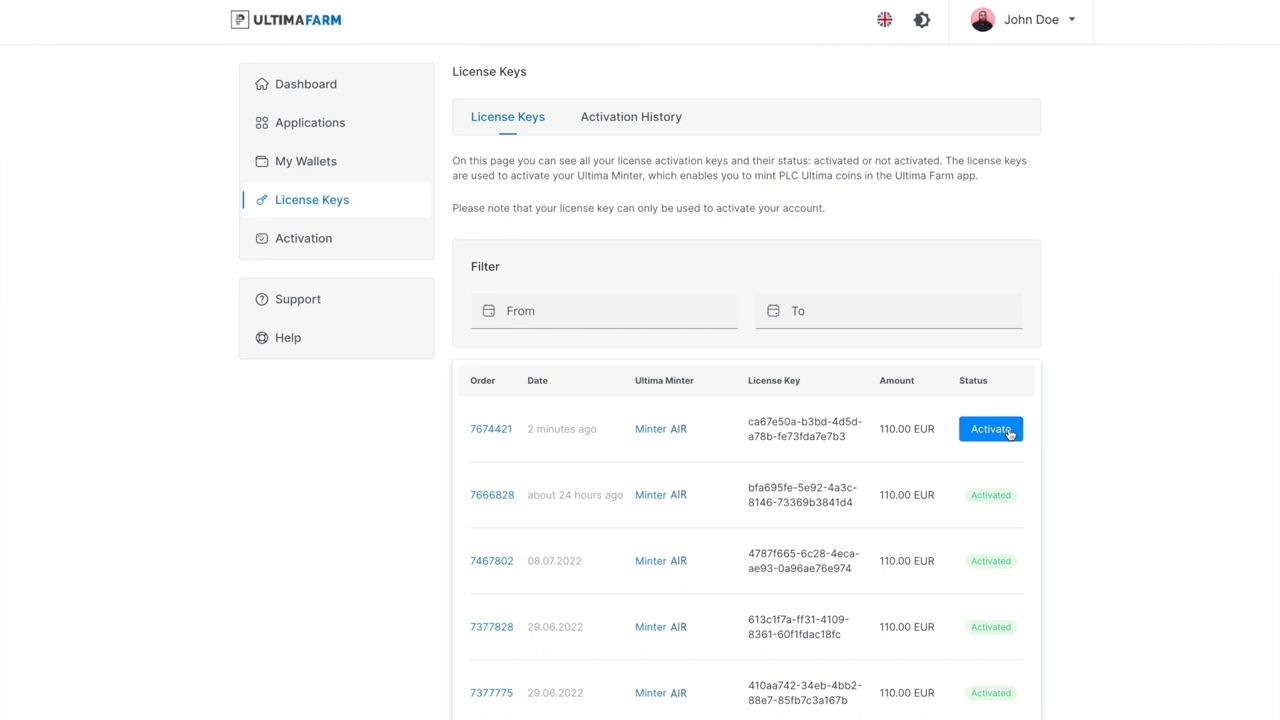 ULTIMAFARM
John Doe
Dashboard
Applications
My Wallets
License Keys
Activation
Support
Help
License Keys
License Keys Activation History
On this page you can see all your license activation keys and their status: activated or not activated. The license keys
are used to activate your Ultima Minter, which enables you to mint PLC Ultima coins in the Ultima Farm app.
Please note that your license key can only be used to activate your account.
Filter
From To
Order Date Ultima Minter License Key Amount Status
7674421 2 minutes ago Minter AIR ca67e50a-b3bd-4d5d-
a78b-fe73fda7e7b3 110.00 EUR Activate
7666828 about 24 hours ago Minter AIR bfa695fe-5e92-4a3c-
8146-73369b3841d4 110.00 EUR Activated
7467802 08.07.2022 Minter AIR 4787f665-6c28-4eca-
ae93-0a96ae76e974 110.00 EUR Activated
7377828 29.06.2022 Minter AIR 613c1f7a-ff31-4109-
8361-60f1fdac18fc 110.00 EUR Activated
7377775 29.06.2022 Minter AIR 410aa742-34eb-4bb2-
88e7-85fb7c3a167b 110.00 EUR Activated